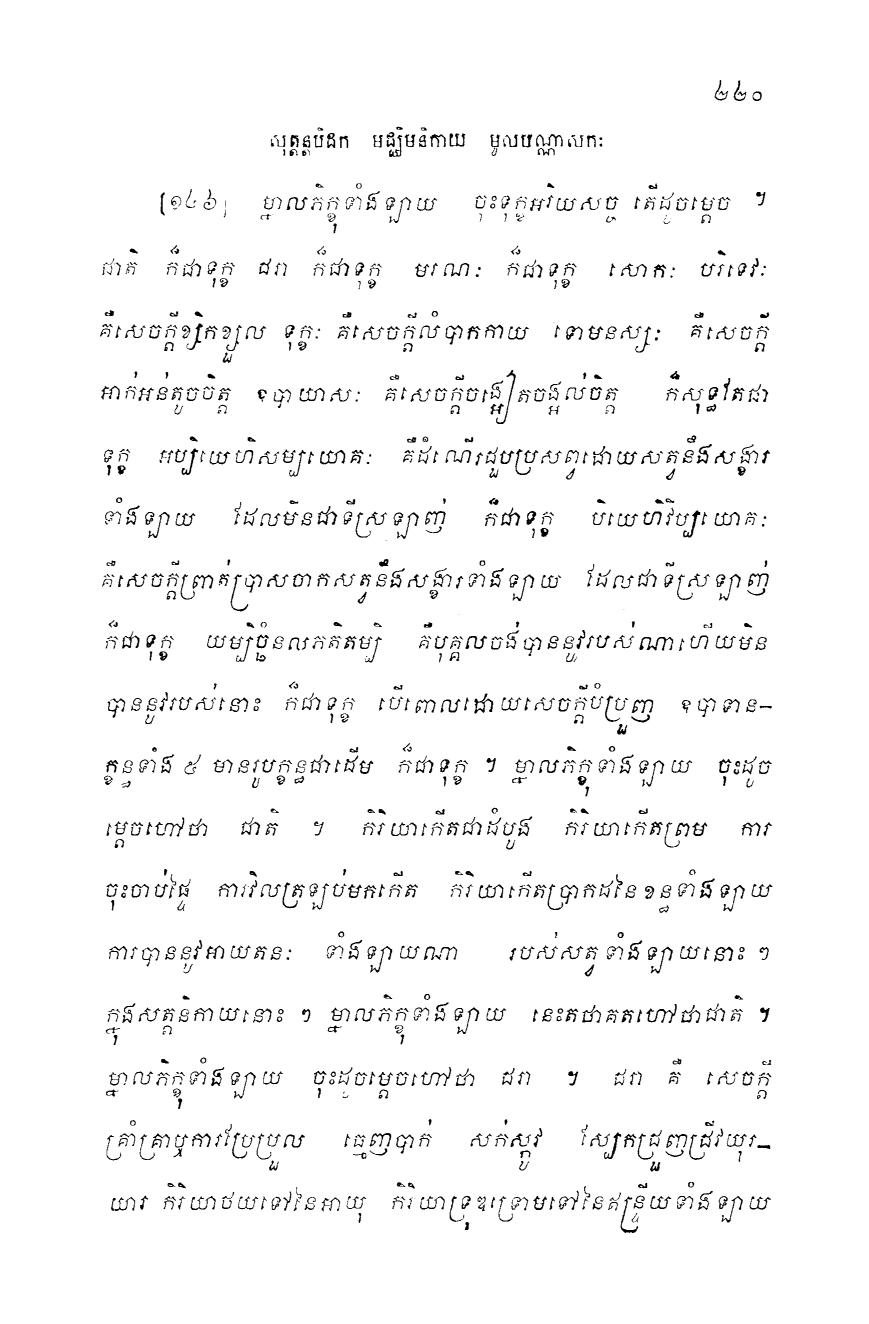 ២២០
សុត្តន្តបិដក មជ្ឈិមនិកាយ មូលបណ្ណាសកៈ
[១៤៦] ម្នាលភិក្ខុទាំងឡាយ ចុះទុក្ខអរិយសច្ច តើដូចម្តេច ។
ជាតិ ក៏ជាទុក្ខ ជរា ក៏ជាទុក្ខ មរណៈ ក៏ជាទុក្ខ សោកៈ បរិទេវៈ
គឺសេចក្តីខ្សិកខ្សួល ទុក្ខៈ គឺសេចក្តីលំបាកកាយ ទោមនស្សៈ គឺសេចក្តី
អាក់អន់តូចចិត្ត ឧបាយាសៈ គឺសេចក្តីចង្អៀតចង្អល់ចិត្ត ក៏សុទ្ធតែជា
ទុក្ខ អប្បិយេហិសម្បយោគៈ គឺដំណើរជួបប្រសព្វដោយសត្វនឹងសង្ខារ
ទាំងឡាយ ដែលមិនជាទីស្រឡាញ់ ក៏ជាទុក្ខ បិយេហិវិប្បយោគៈ
គឺសេចក្តីព្រាត់ប្រាសចាកសត្វនឹងសង្ខារទាំងឡាយ ដែលជាទីស្រឡាញ់
ក៏ជាទុក្ខ យម្បិច្ឆំនលភតិតម្បិ គឺបុគ្គលចង់បាននូវរបស់ណាហើយមិន
បាននូវរបស់នោះ ក៏ជាទុក្ខ បើពោលដោយសេចក្តីបំប្រួញ ឧបាទាន–
ក្ខន្ធទាំង ៥ មានរូបក្ខន្ធជាដើម ក៏ជាទុក្ខ ។ ម្នាលភិក្ខុទាំងឡាយ ចុះដូច
ម្តេចហៅថា ជាតិ ។ កិរិយាកើតជាដំបូង កិរិយាកើតព្រម ការ
ចុះចាប់ផ្ទៃ ការវិលត្រឡប់មកកើត កិរិយាកើតប្រាកដនៃខន្ធទាំងឡាយ
ការបាននូវអាយតនៈ ទាំងឡាយណា របស់សត្វទាំងឡាយនោះ ៗ
ក្នុងសត្តនិកាយនោះ ៗ ម្នាលភិក្ខុទាំងឡាយ នេះតថាគតហៅថាជាតិ ។
ម្នាលភិក្ខុទាំងឡាយ ចុះដូចម្តេចហៅថា ជរា ។ ជរា គឺ សេចក្តី
គ្រាំគ្រាឬការប្រែប្រួល ធ្មេញបាក់ សក់ស្កូវ ស្បែកជ្រួញជ្រីវយុរ–
យារ កិរិយាថយទៅនៃអាយុ កិរិយាទ្រុឌទ្រោមទៅនៃឥន្ទ្រីយទាំងឡាយ